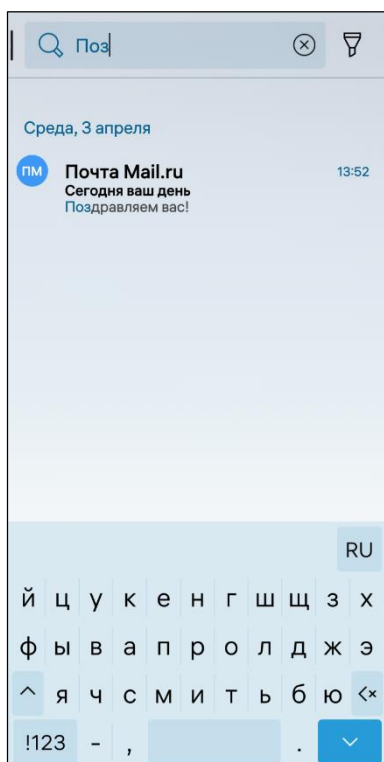 Поз
Среда, 3 апреля
ПМ Почта Mail.ru 13:52
Сегодня ваш день
Поздравляем вас!
RU
й ц у к е н г ш щ з х
ф ы в а п р о л д ж э
я ч с м и т ь б ю
!123 - , .